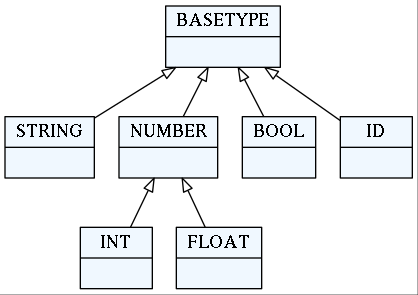 BASETYPE
STRING NUMBER BOOL ID
INT FLOAT